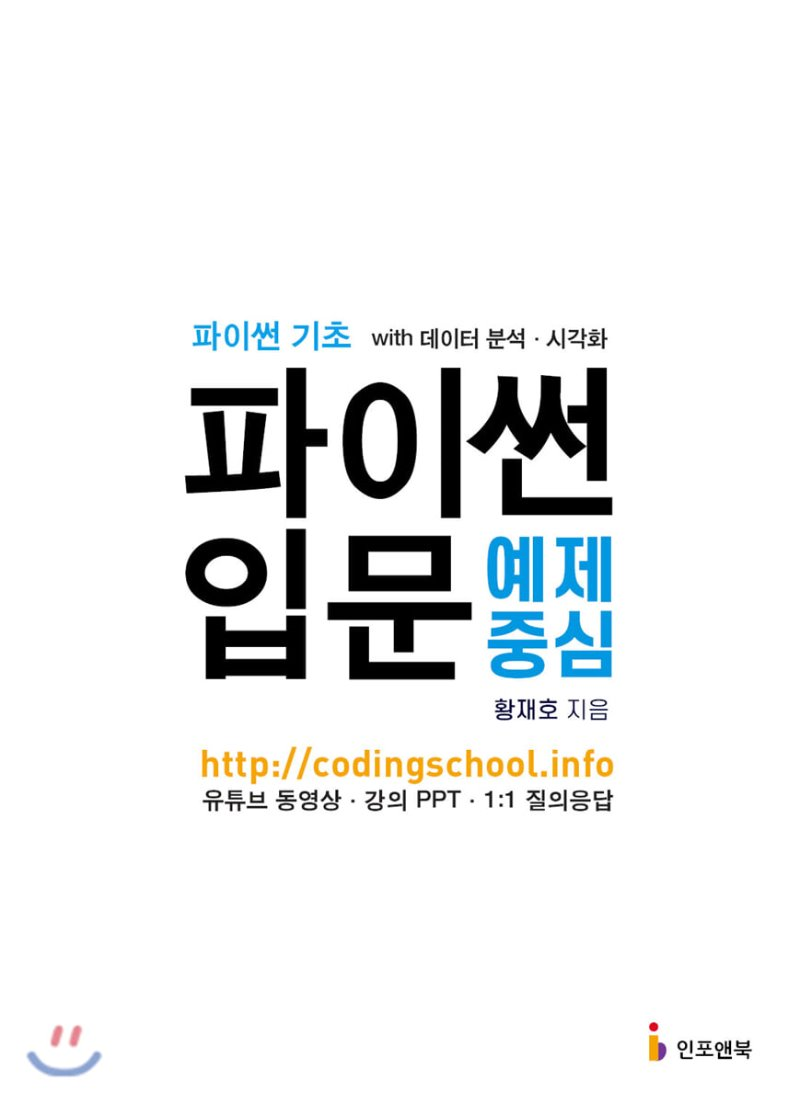 파이썬 기초 with 데이터 분석 · 시각화
파이썬
입문 예제
중심
황재호 지음
http://codingschool.info
유튜브 동영상 · 강의 PPT · 1:1 질의응답
인포앤북